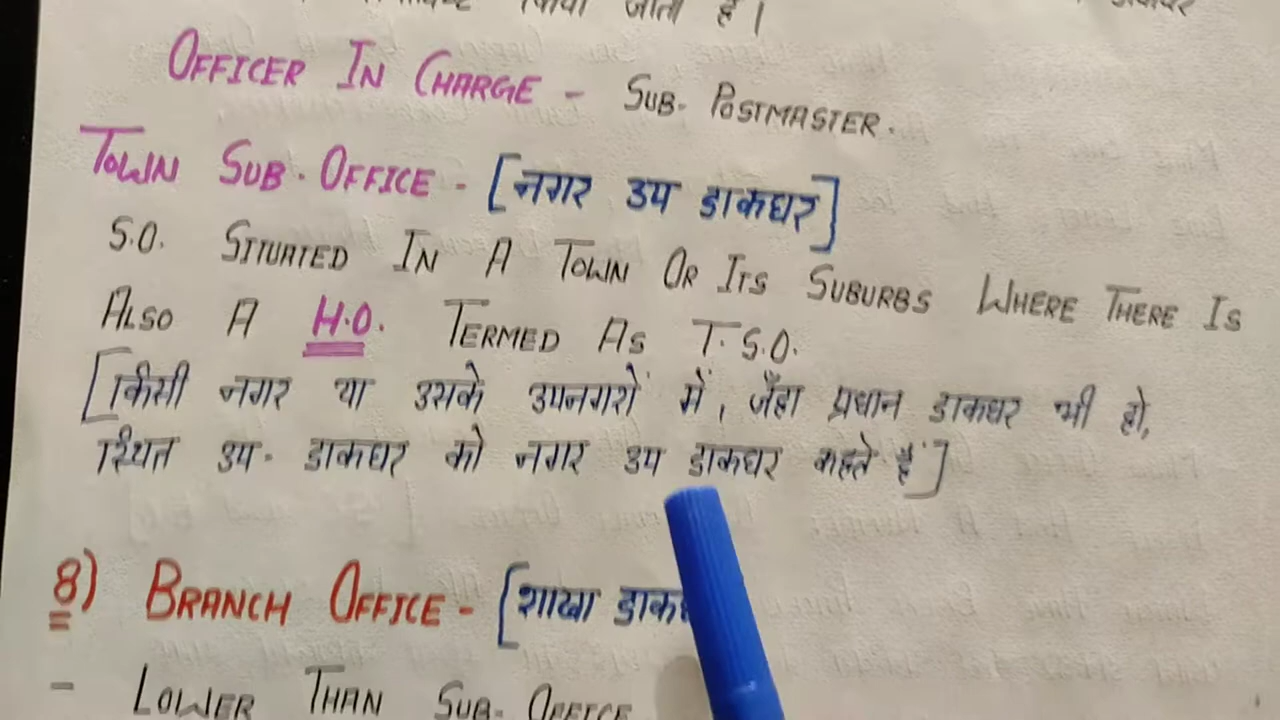 किया जाता है।
OFFICER IN CHARGE - SUB. POSTMASTER.
TOWN SUB. OFFICE - [नगर उप डाकघर]
S.O. SITUATED IN A TOWN OR ITS SUBURBS WHERE THERE IS
ALSO A H.O. TERMED AS T.S.O.
[किसी नगर या उसके उपनगरों में, जँहा प्रधान डाकघर भी हो,
स्थित उप. डाकघर को नगर उप डाकघर कहते हैं]
8) BRANCH OFFICE - [शाखा
- LOWER THAN SUB. OFFICE